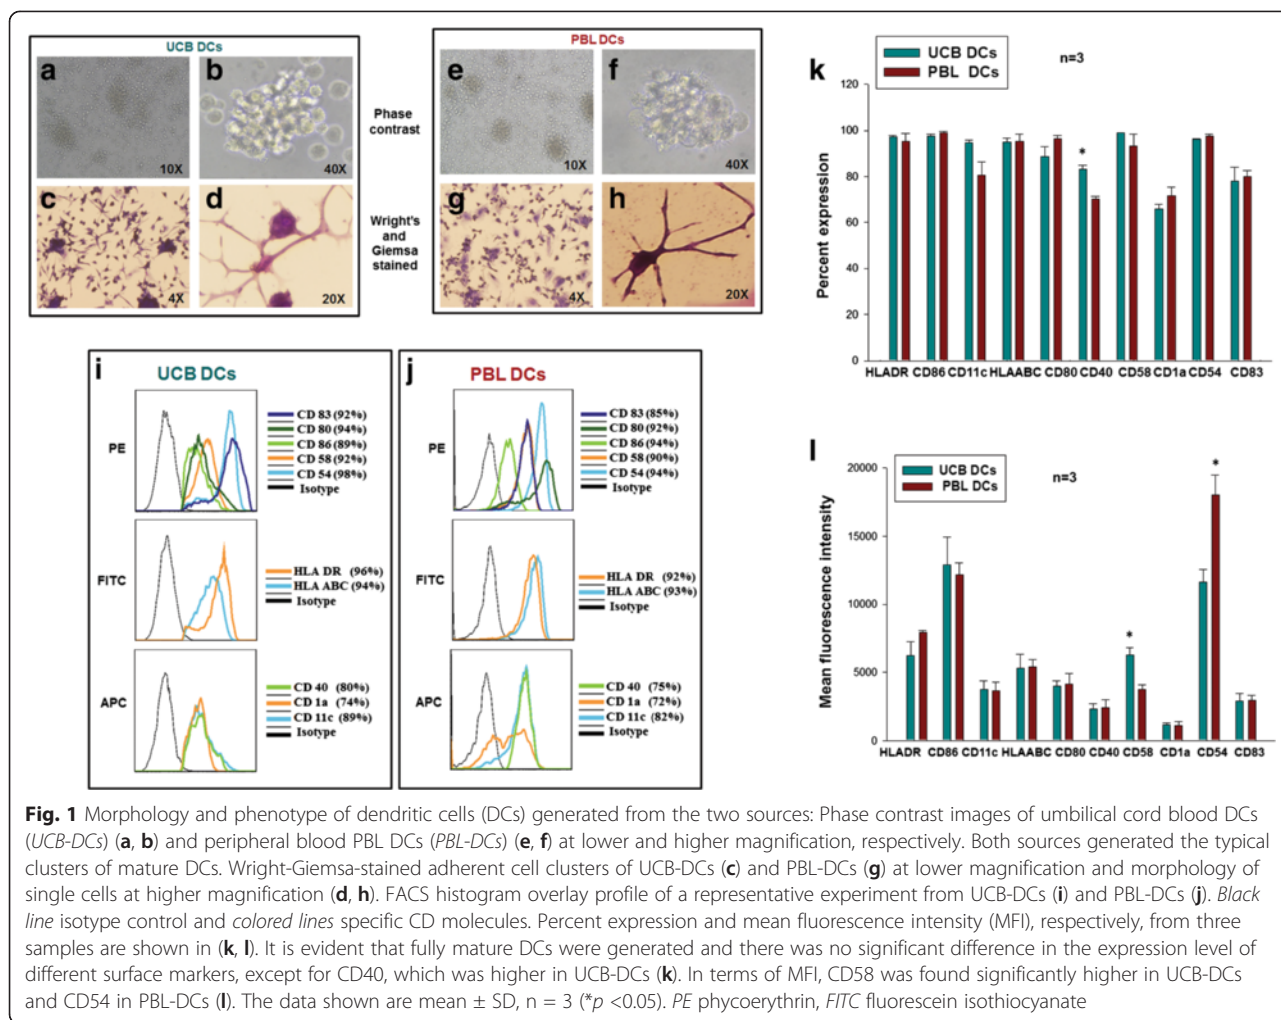 UCB DCs
a
b
10X
40X
c
d
4X
20X
Phase
contrast
Wright's
and
Giemsa
stained
PBL DCs
e
f
10X
40X
g
h
4X
20X
i
UCB DCs
PE
CD 83 (92%)
CD 80 (94%)
CD 86 (89%)
CD 58 (92%)
CD 54 (98%)
Isotype
FITC
HLA DR (96%)
HLA ABC (94%)
Isotype
APC
CD 40 (80%)
CD 1a (74%)
CD 11c (89%)
Isotype
j
PBL DCs
PE
CD 83 (85%)
CD 80 (92%)
CD 86 (94%)
CD 58 (90%)
CD 54 (94%)
Isotype
FITC
HLA DR (92%)
HLA ABC (93%)
Isotype
APC
CD 40 (75%)
CD 1a (72%)
CD 11c (82%)
Isotype
k
UCB DCs
PBL DCs
n=3
Percent expression
120
100
80
60
40
20
0
*
HLADR CD86 CD11c HLAABC CD80 CD40 CD58 CD1a CD54 CD83
l
UCB DCs
PBL DCs
n=3
Mean fluorescence intensity
20000
15000
10000
5000
0
*
*
HLADR CD86 CD11c HLAABC CD80 CD40 CD58 CD1a CD54 CD83
Fig. 1 Morphology and phenotype of dendritic cells (DCs) generated from the two sources: Phase contrast images of umbilical cord blood DCs
(UCB-DCs) (a, b) and peripheral blood PBL DCs (PBL-DCs) (e, f) at lower and higher magnification, respectively. Both sources generated the typical
clusters of mature DCs. Wright-Giemsa-stained adherent cell clusters of UCB-DCs (c) and PBL-DCs (g) at lower magnification and morphology of
single cells at higher magnification (d, h). FACS histogram overlay profile of a representative experiment from UCB-DCs (i) and PBL-DCs (j). Black
line isotype control and colored lines specific CD molecules. Percent expression and mean fluorescence intensity (MFI), respectively, from three
samples are shown in (k, l). It is evident that fully mature DCs were generated and there was no significant difference in the expression level of
different surface markers, except for CD40, which was higher in UCB-DCs (k). In terms of MFI, CD58 was found significantly higher in UCB-DCs
and CD54 in PBL-DCs (l). The data shown are mean ± SD, n = 3 (*p <0.05). PE phycoerythrin, FITC fluorescein isothiocyanate